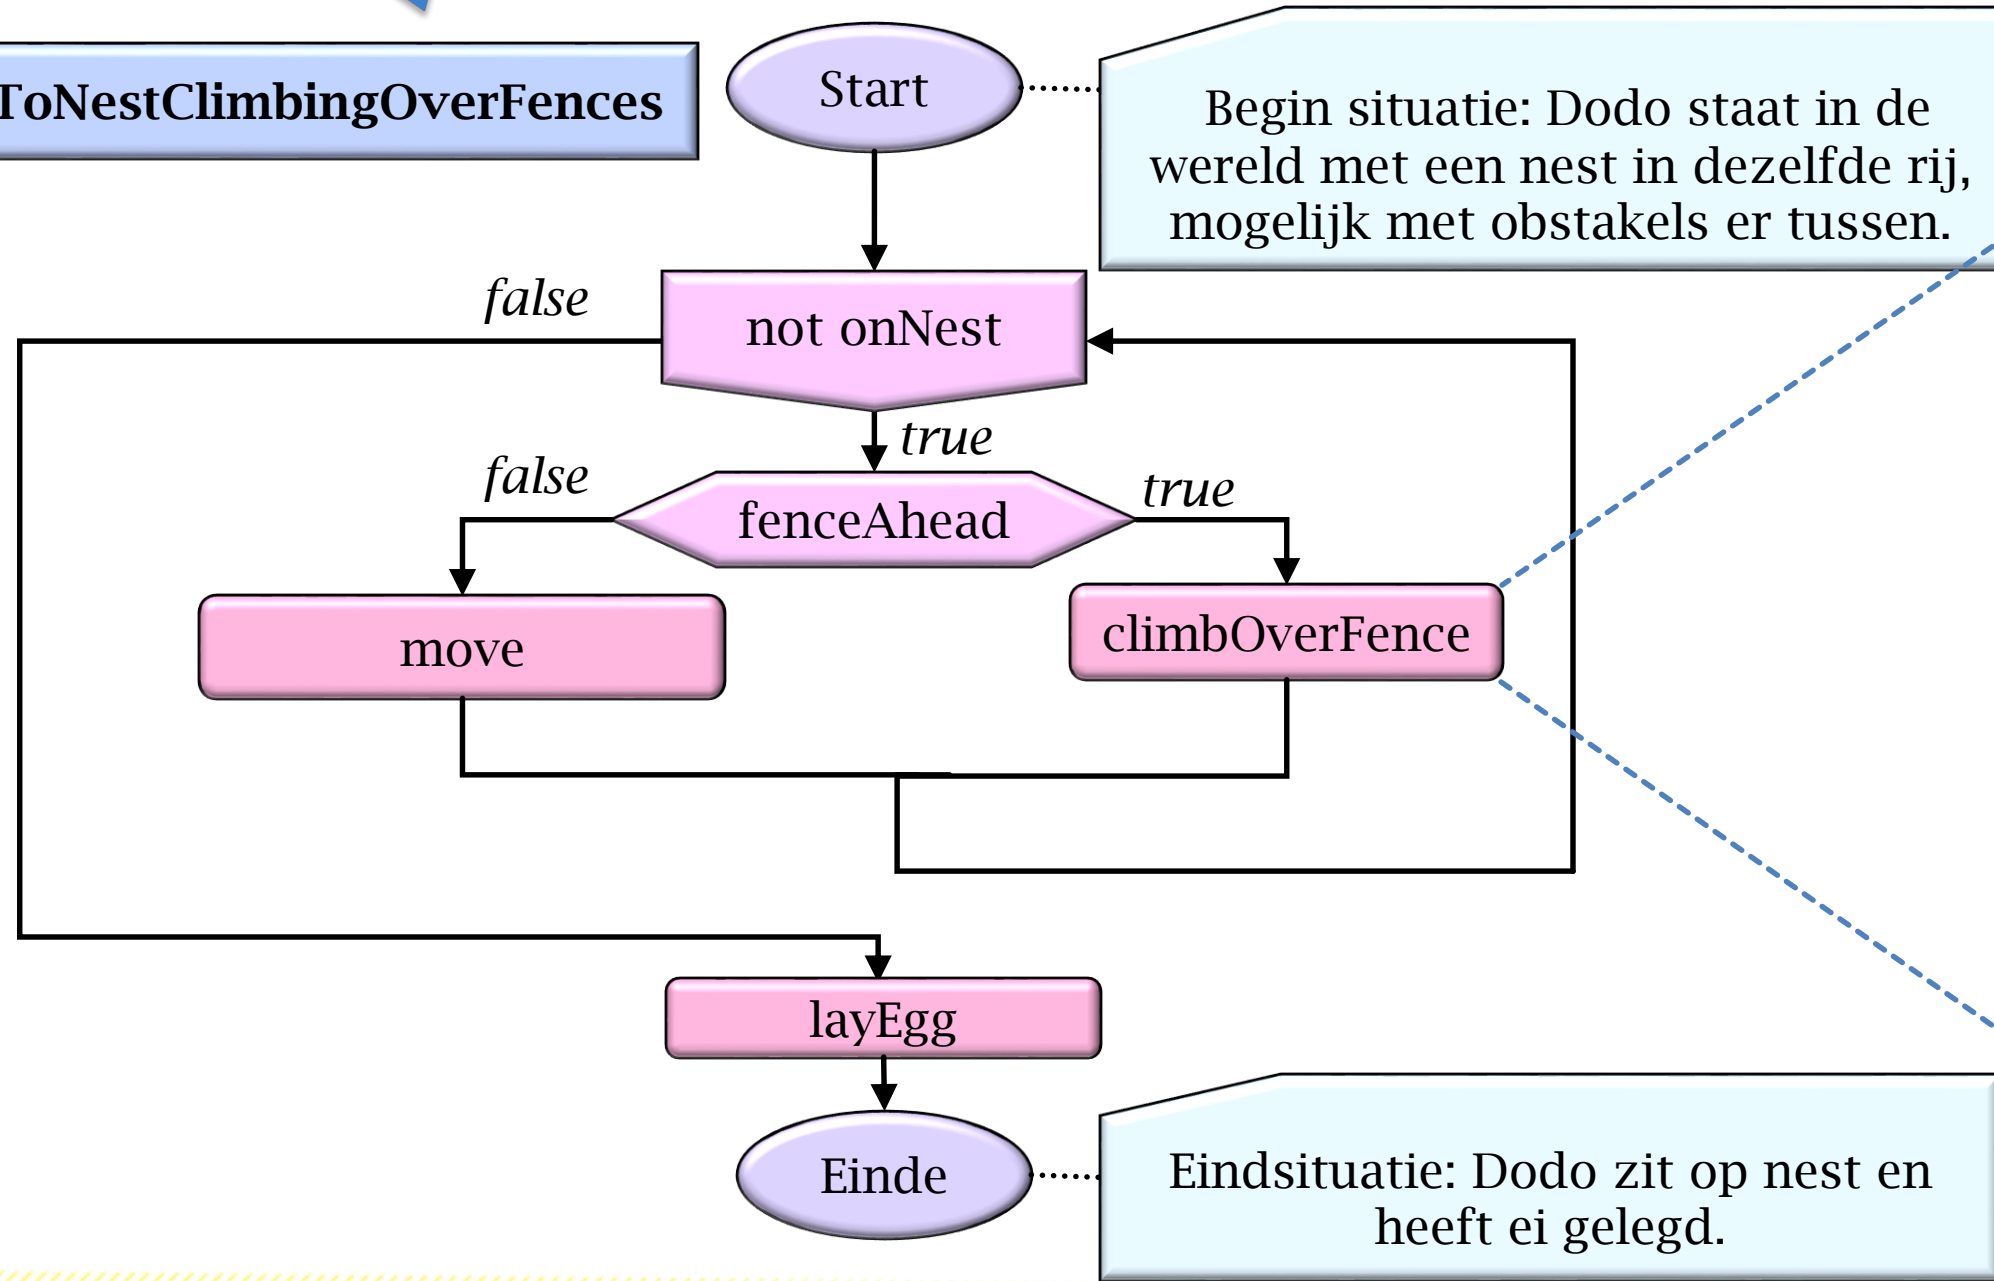 ToNestClimbingOverFences
Start
Begin situatie: Dodo staat in de
wereld met een nest in dezelfde rij,
mogelijk met obstakels er tussen.
false
not onNest
true
false
fenceAhead
true
move
climbOverFence
layEgg
Einde
Eindsituatie: Dodo zit op nest en
heeft ei gelegd.